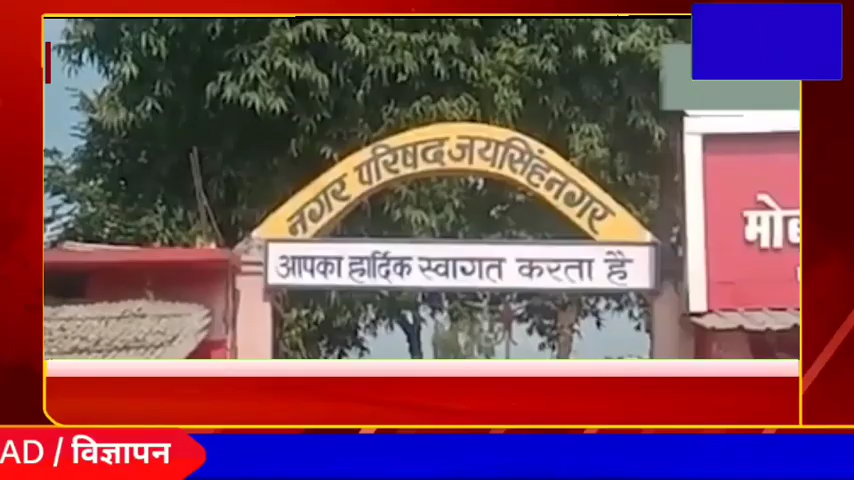 नगर परिषद जयसिंहनगर
आपका हार्दिक स्वागत करता है
AD / विज्ञापन